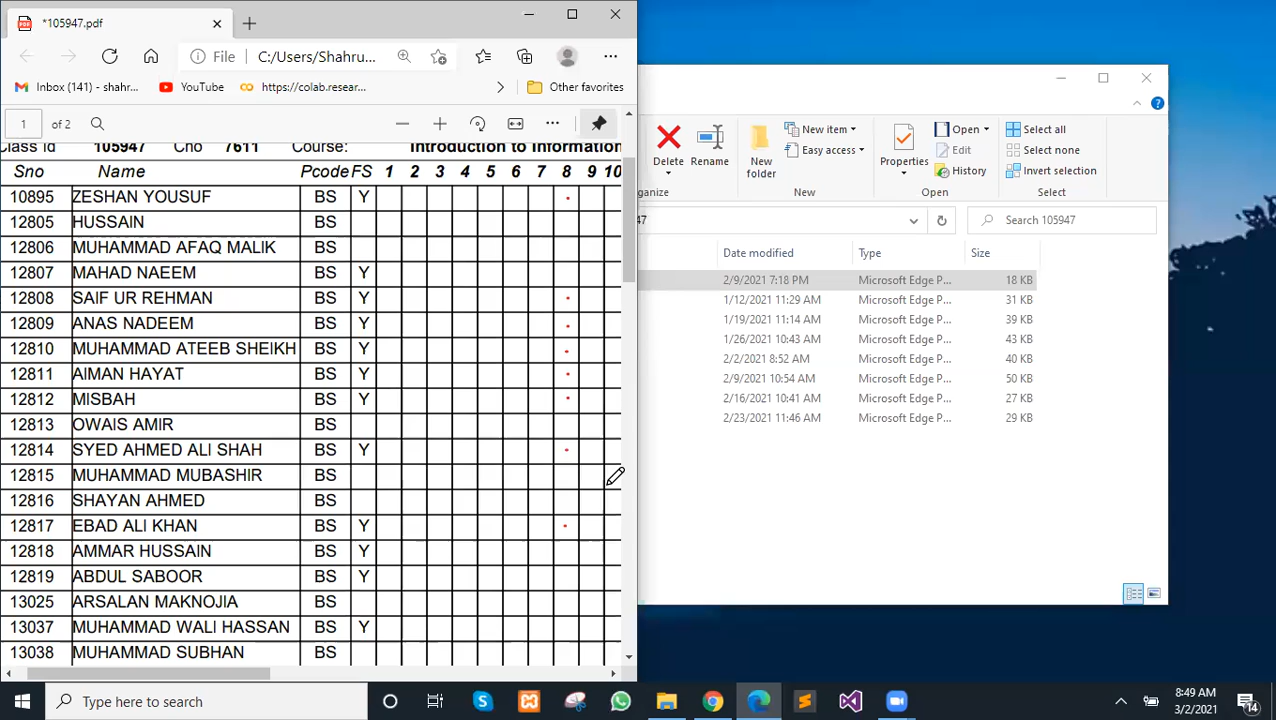 *105947.pdf
File C:/Users/Shahru...
Inbox (141) - shahr... YouTube https://colab.resear... Other favorites
1 of 2
Class Id 105947 Cno 7611 Course: Introduction to Information
Sno Name Pcode FS 1 2 3 4 5 6 7 8 9 10
10895 ZESHAN YOUSUF BS Y
12805 HUSSAIN BS
12806 MUHAMMAD AFAQ MALIK BS
12807 MAHAD NAEEM BS Y
12808 SAIF UR REHMAN BS Y
12809 ANAS NADEEM BS Y
12810 MUHAMMAD ATEEB SHEIKH BS Y
12811 AIMAN HAYAT BS Y
12812 MISBAH BS Y
12813 OWAIS AMIR BS
12814 SYED AHMED ALI SHAH BS Y
12815 MUHAMMAD MUBASHIR BS
12816 SHAYAN AHMED BS
12817 EBAD ALI KHAN BS Y
12818 AMMAR HUSSAIN BS Y
12819 ABDUL SABOOR BS Y
13025 ARSALAN MAKNOJIA BS
13037 MUHAMMAD WALI HASSAN BS Y
13038 MUHAMMAD SUBHAN BS
Delete Rename New folder New item Easy access Properties Open Edit History Select all Select none Invert selection
ganize New Open Select
47 Search 105947
Date modified Type Size
2/9/2021 7:18 PM Microsoft Edge P... 18 KB
1/12/2021 11:29 AM Microsoft Edge P... 31 KB
1/19/2021 11:14 AM Microsoft Edge P... 39 KB
1/26/2021 10:43 AM Microsoft Edge P... 43 KB
2/2/2021 8:52 AM Microsoft Edge P... 40 KB
2/9/2021 10:54 AM Microsoft Edge P... 50 KB
2/16/2021 10:41 AM Microsoft Edge P... 27 KB
2/23/2021 11:46 AM Microsoft Edge P... 29 KB
Type here to search
8:49 AM
3/2/2021
14